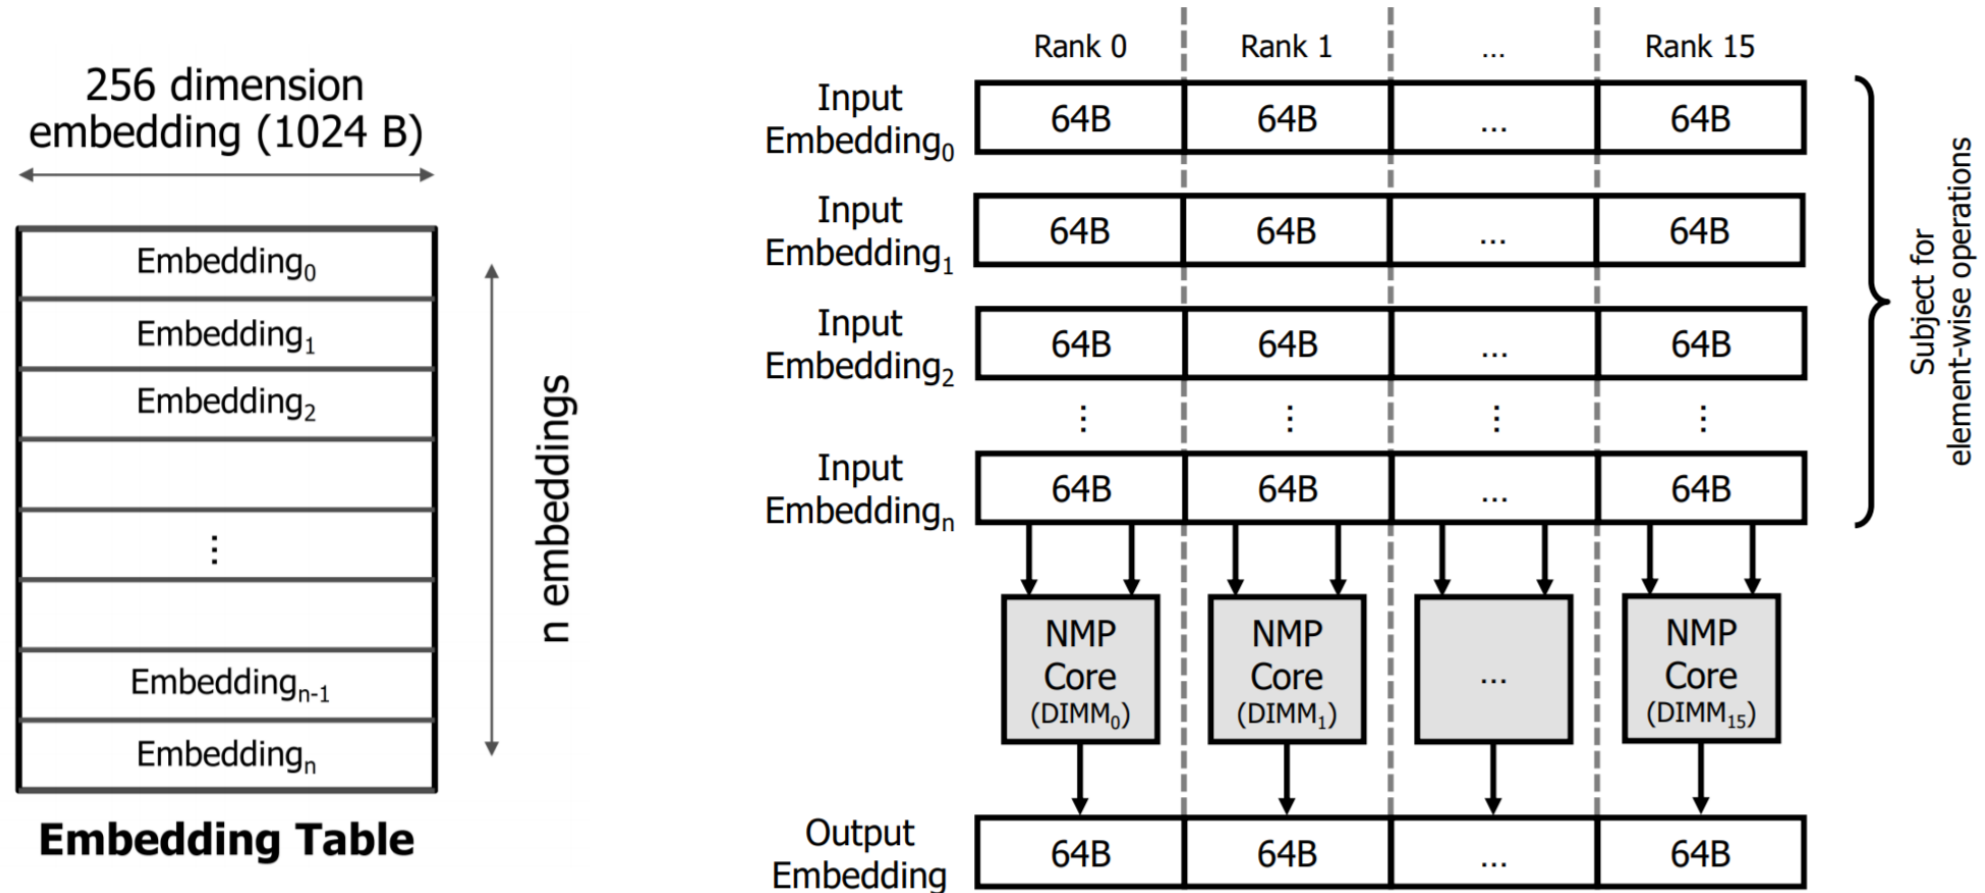 256 dimension
embedding (1024 B)
Embedding₀
Embedding₁
Embedding₂
⋮
Embeddingₙ₋₁
Embeddingₙ
n embeddings
Embedding Table
Rank 0 Rank 1 ... Rank 15
Input
Embedding₀
64B 64B ... 64B
Input
Embedding₁
64B 64B ... 64B
Input
Embedding₂
64B 64B ... 64B
⋮ ⋮ ⋮ ⋮
Input
Embeddingₙ
64B 64B ... 64B
Subject for
element-wise operations
NMP
Core
(DIMM₀)
NMP
Core
(DIMM₁)
...
NMP
Core
(DIMM₁₅)
Output
Embedding
64B 64B ... 64B